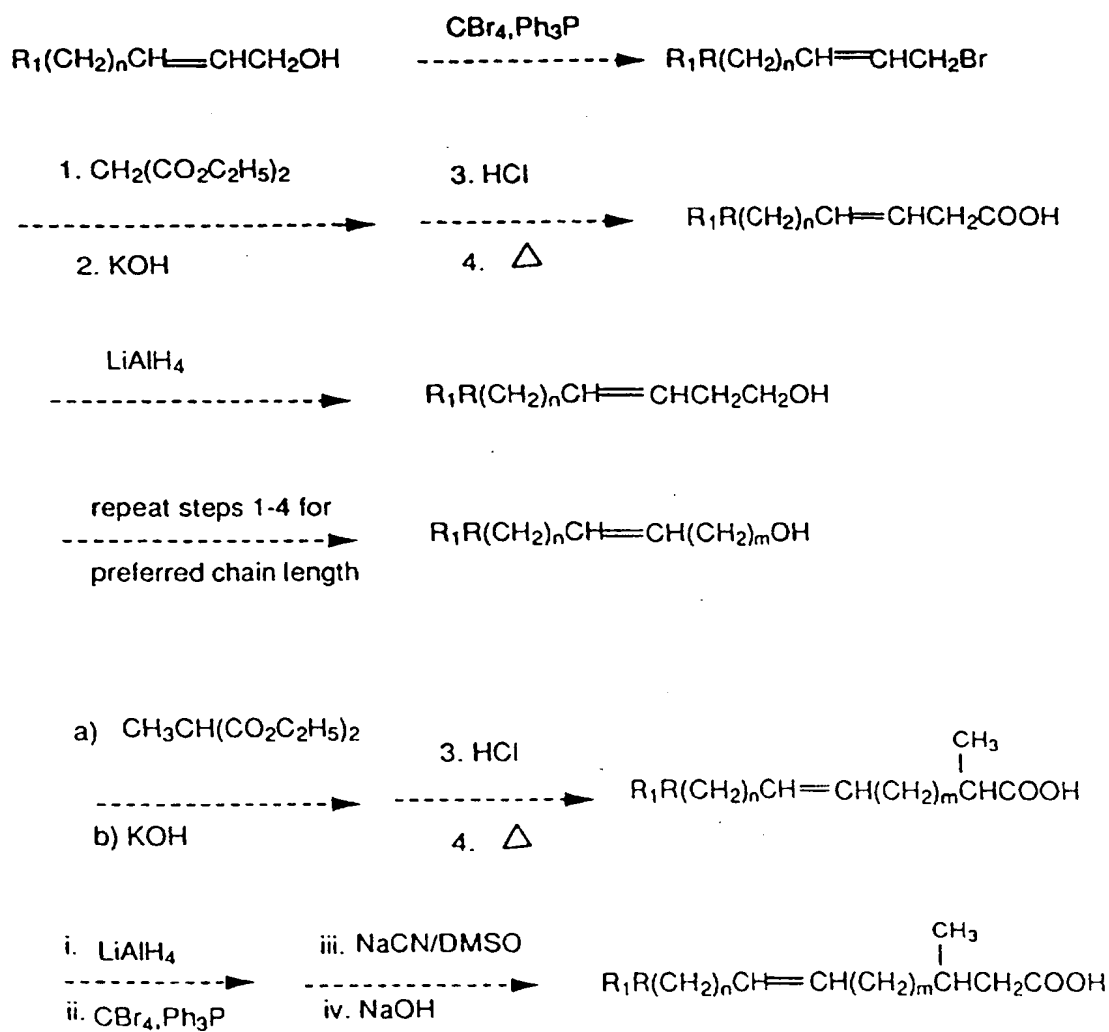 CBr₄,Ph₃P
R₁(CH₂)ₙCH=CHCH₂OH
R₁R(CH₂)ₙCH=CHCH₂Br
1. CH₂(CO₂C₂H₅)₂
3. HCl
R₁R(CH₂)ₙCH=CHCH₂COOH
2. KOH
4. △
LiAlH₄
R₁R(CH₂)ₙCH=CHCH₂CH₂OH
repeat steps 1-4 for
R₁R(CH₂)ₙCH=CH(CH₂)ₘOH
preferred chain length
a) CH₃CH(CO₂C₂H₅)₂
3. HCl
CH₃
R₁R(CH₂)ₙCH=CH(CH₂)ₘCHCOOH
b) KOH
4. △
i. LiAlH₄
iii. NaCN/DMSO
CH₃
R₁R(CH₂)ₙCH=CH(CH₂)ₘCHCH₂COOH
ii. CBr₄,Ph₃P
iv. NaOH